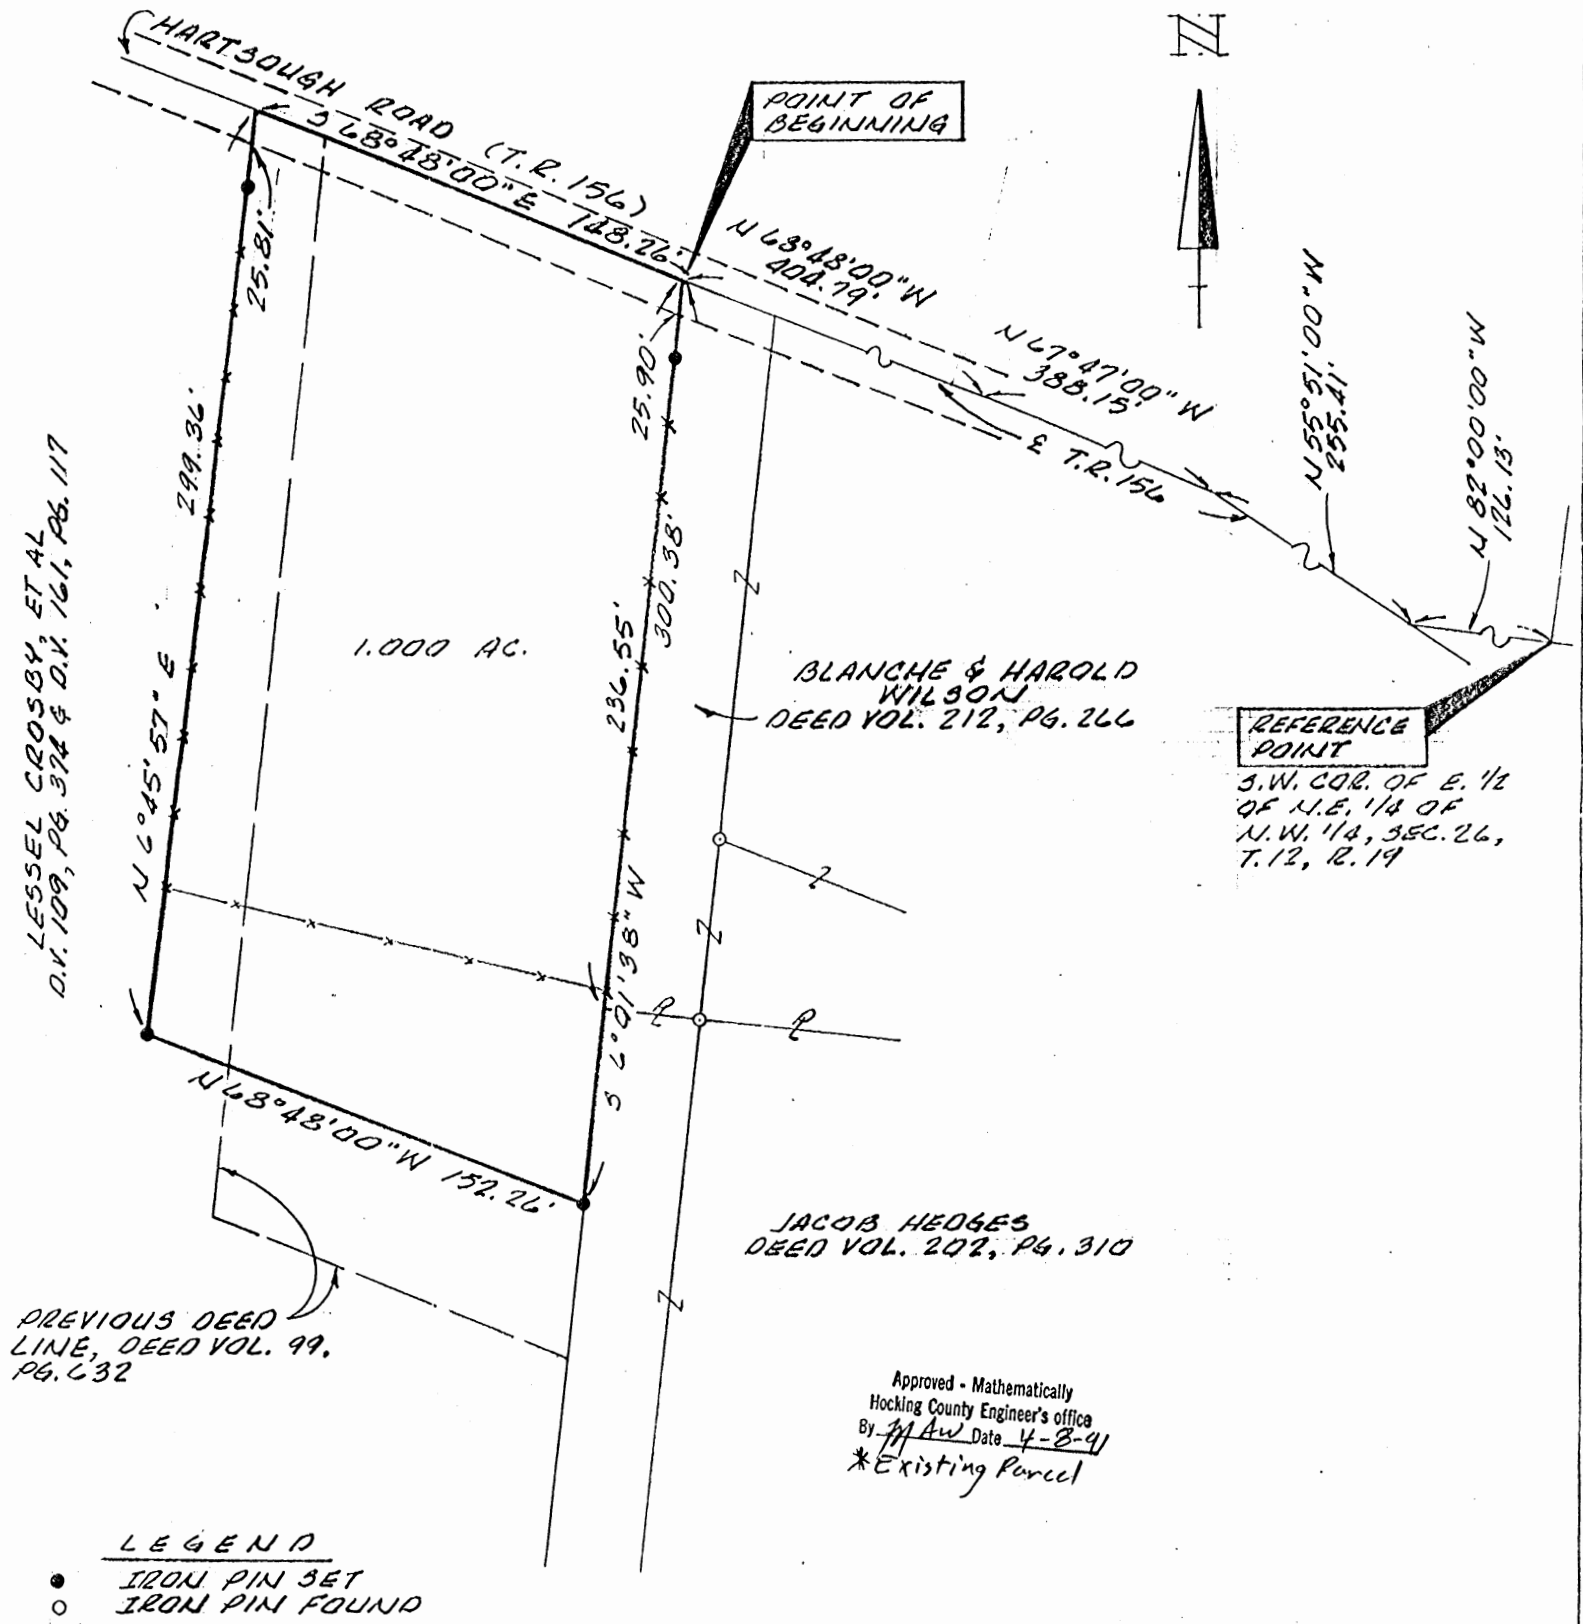 N
HARTSOUGH ROAD (T.R. 156)
S 68°48'00" E 148.26'
POINT OF
BEGINNING
N 68°48'00" W
404.79'
N 67°47'00" W
388.15'
N 55°51'00" W
255.41'
N 82°00'00" W
126.13'
℄ T.R. 156
25.81'
299.36'
N 6°45'57" E
25.90'
300.38'
236.55'
S 6°01'38" W
LESSEL CROSBY, ET AL
D.V. 109, PG. 374 & D.V. 161, PG. 117
1.000 AC.
BLANCHE & HAROLD
WILSON
DEED VOL. 212, PG. 266
REFERENCE
POINT
S.W. COR. OF E. 1/2
OF N.E. 1/4 OF
N.W. 1/4, SEC. 26,
T. 12, R. 19
N 68°48'00" W 152.26'
JACOB HEDGES
DEED VOL. 202, PG. 310
PREVIOUS DEED
LINE, DEED VOL. 99,
PG. 632
Approved - Mathematically
Hocking County Engineer's office
By MAW Date 4-8-91
*Existing Parcel
LEGEND
IRON PIN SET
IRON PIN FOUND